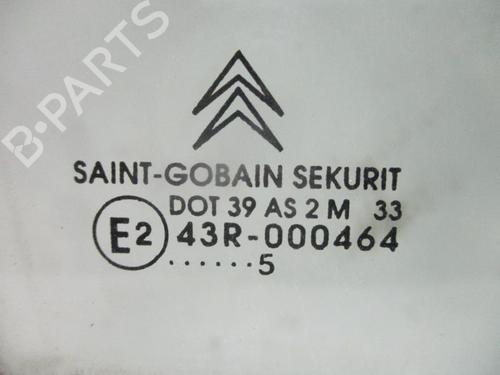 B·PARTS
SAINT-GOBAIN SEKURIT
DOT 39 AS 2 M 33
E2 43R-000464
......5